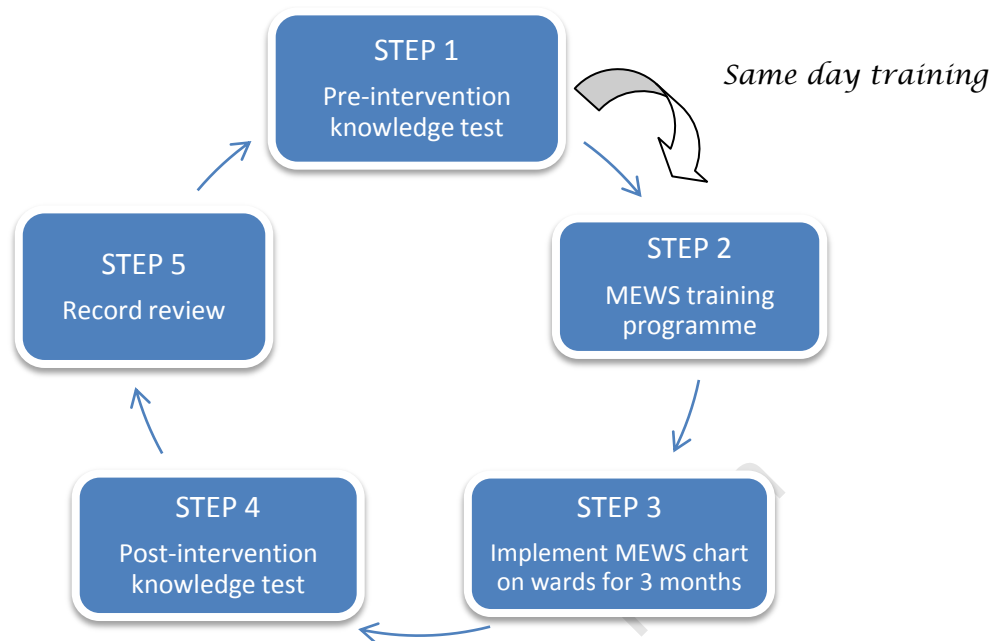 STEP 1
Pre-intervention
knowledge test
Same day training
STEP 2
MEWS training
programme
STEP 3
Implement MEWS chart
on wards for 3 months
STEP 4
Post-intervention
knowledge test
STEP 5
Record review